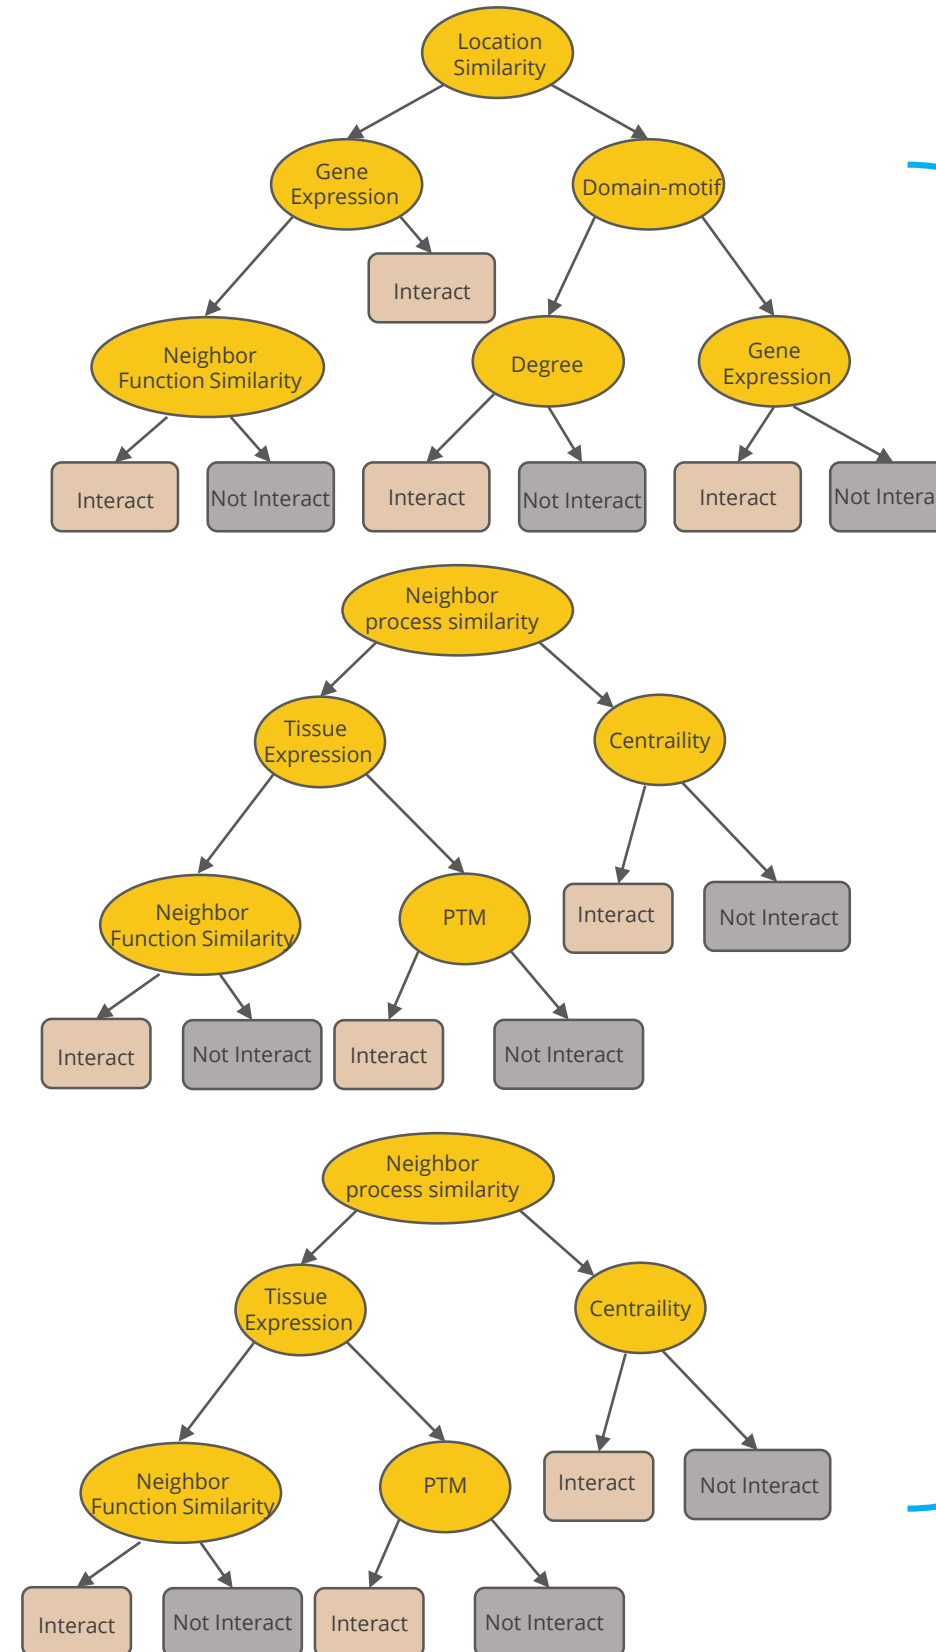 Location
Similarity
Gene
Expression
Domain-motif
Interact
Neighbor
Function Similarity
Degree
Gene
Expression
Interact
Not Interact
Interact
Not Interact
Interact
Not Intera
Neighbor
process similarity
Tissue
Expression
Centraility
Neighbor
Function Similarity
PTM
Interact
Not Interact
Interact
Not Interact
Interact
Not Interact
Neighbor
process similarity
Tissue
Expression
Centraility
Neighbor
Function Similarity
PTM
Interact
Not Interact
Interact
Not Interact
Interact
Not Interact